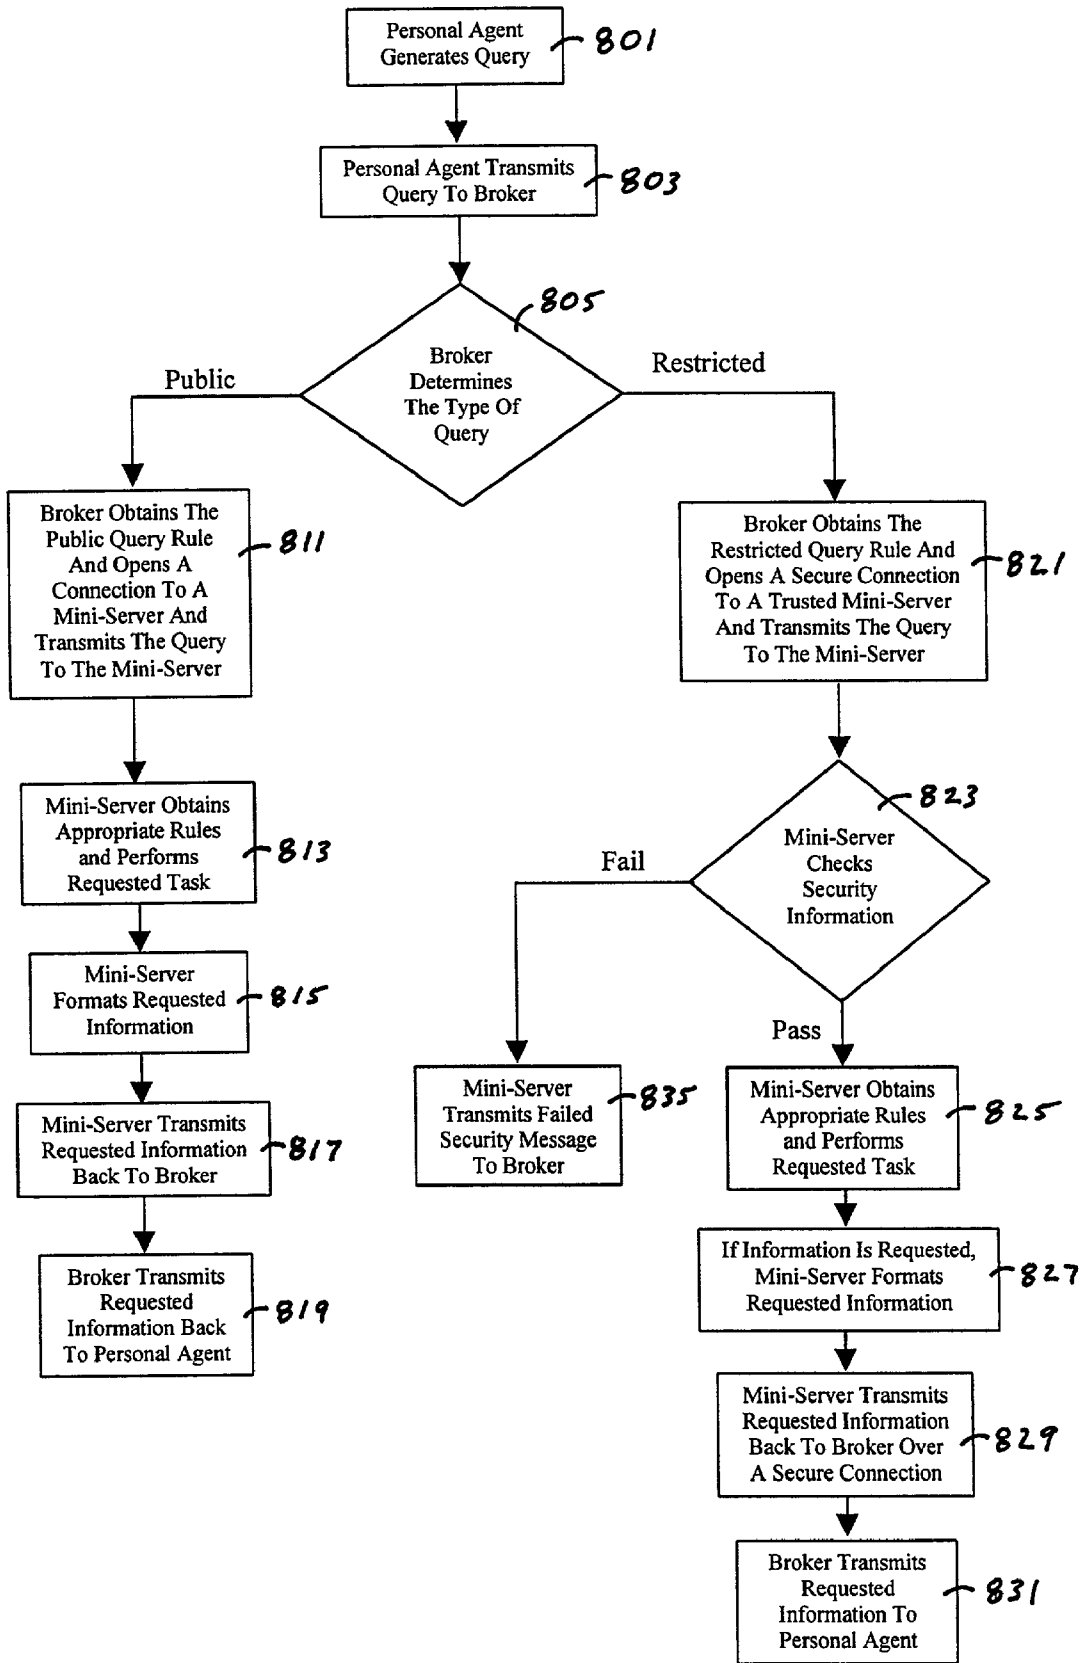 Personal Agent
Generates Query
801
Personal Agent Transmits
Query To Broker
803
805
Broker
Determines
The Type Of
Query
Public
Restricted
Broker Obtains The
Public Query Rule
And Opens A
Connection To A
Mini-Server And
Transmits The Query
To The Mini-Server
811
Broker Obtains The
Restricted Query Rule And
Opens A Secure Connection
To A Trusted Mini-Server
And Transmits The Query
To The Mini-Server
821
Mini-Server Obtains
Appropriate Rules
and Performs
Requested Task
813
823
Mini-Server
Checks
Security
Information
Fail
Pass
Mini-Server
Formats Requested
Information
815
Mini-Server Transmits
Requested Information
Back To Broker
817
Broker Transmits
Requested
Information Back
To Personal Agent
819
Mini-Server
Transmits Failed
Security Message
To Broker
835
Mini-Server Obtains
Appropriate Rules
and Performs
Requested Task
825
If Information Is Requested,
Mini-Server Formats
Requested Information
827
Mini-Server Transmits
Requested Information
Back To Broker Over
A Secure Connection
829
Broker Transmits
Requested
Information To
Personal Agent
831